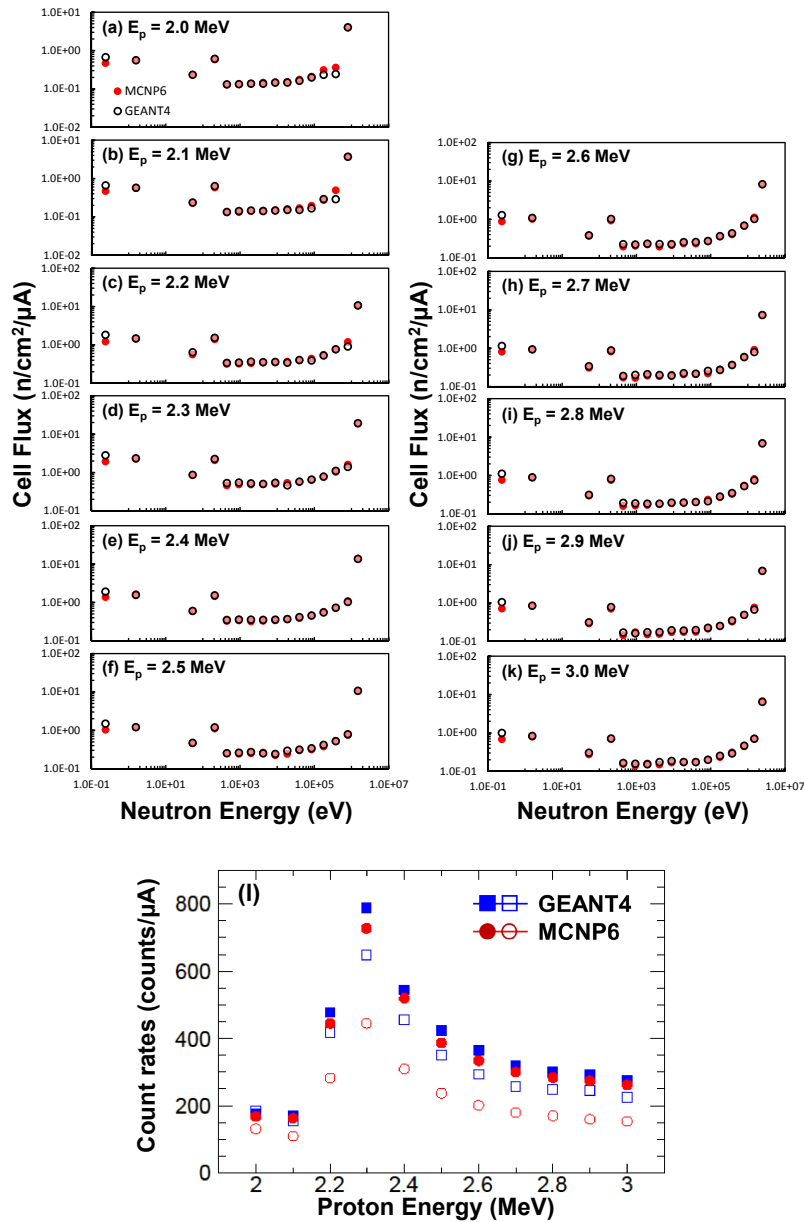 (a) Ep = 2.0 MeV
1.0E+01
1.0E+00
1.0E-01
1.0E-02
MCNP6
GEANT4
(b) Ep = 2.1 MeV
1.0E+01
1.0E+00
1.0E-01
1.0E-02
(c) Ep = 2.2 MeV
1.0E+02
1.0E+01
1.0E+00
1.0E-01
(d) Ep = 2.3 MeV
1.0E+02
1.0E+01
1.0E+00
1.0E-01
(e) Ep = 2.4 MeV
1.0E+02
1.0E+01
1.0E+00
1.0E-01
(f) Ep = 2.5 MeV
1.0E+02
1.0E+01
1.0E+00
1.0E-01
1.0E-01 1.0E+01 1.0E+03 1.0E+05 1.0E+07
Cell Flux (n/cm2/μA)
Neutron Energy (eV)
(g) Ep = 2.6 MeV
1.0E+02
1.0E+01
1.0E+00
1.0E-01
(h) Ep = 2.7 MeV
1.0E+02
1.0E+01
1.0E+00
1.0E-01
(i) Ep = 2.8 MeV
1.0E+02
1.0E+01
1.0E+00
1.0E-01
(j) Ep = 2.9 MeV
1.0E+02
1.0E+01
1.0E+00
1.0E-01
(k) Ep = 3.0 MeV
1.0E+02
1.0E+01
1.0E+00
1.0E-01
1.0E-01 1.0E+01 1.0E+03 1.0E+05 1.0E+07
Cell Flux (n/cm2/μA)
Neutron Energy (eV)
(l)
GEANT4
MCNP6
800
600
400
200
0
2 2.2 2.4 2.6 2.8 3
Count rates (counts/μA)
Proton Energy (MeV)